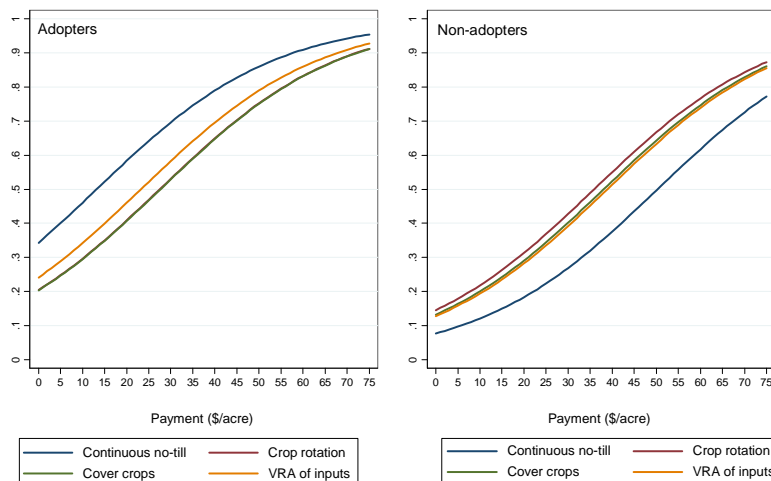 Adopters
1
.9
.8
.7
.6
.5
.4
.3
.2
.1
0
0 5 10 15 20 25 30 35 40 45 50 55 60 65 70 75
Payment ($/acre)
Continuous no-till Crop rotation
Cover crops VRA of inputs
Non-adopters
1
.9
.8
.7
.6
.5
.4
.3
.2
.1
0
0 5 10 15 20 25 30 35 40 45 50 55 60 65 70 75
Payment ($/acre)
Continuous no-till Crop rotation
Cover crops VRA of inputs